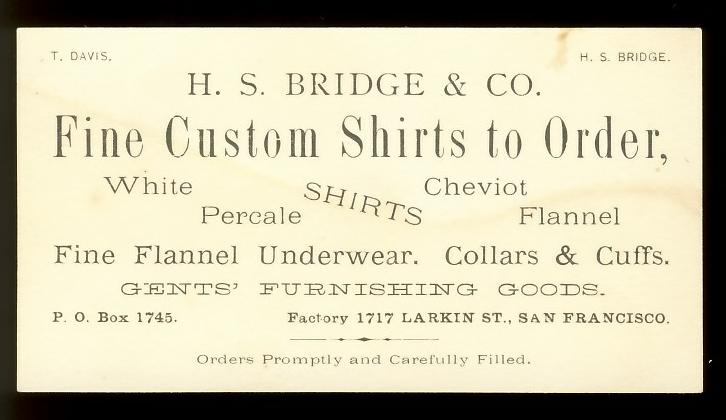 T. DAVIS. H. S. BRIDGE.
H. S. BRIDGE & CO.
Fine Custom Shirts to Order,
White SHIRTS Cheviot
Percale Flannel
Fine Flannel Underwear. Collars & Cuffs.
GENTS' FURNISHING GOODS.
P. O. Box 1745. Factory 1717 LARKIN ST., SAN FRANCISCO.
Orders Promptly and Carefully Filled.